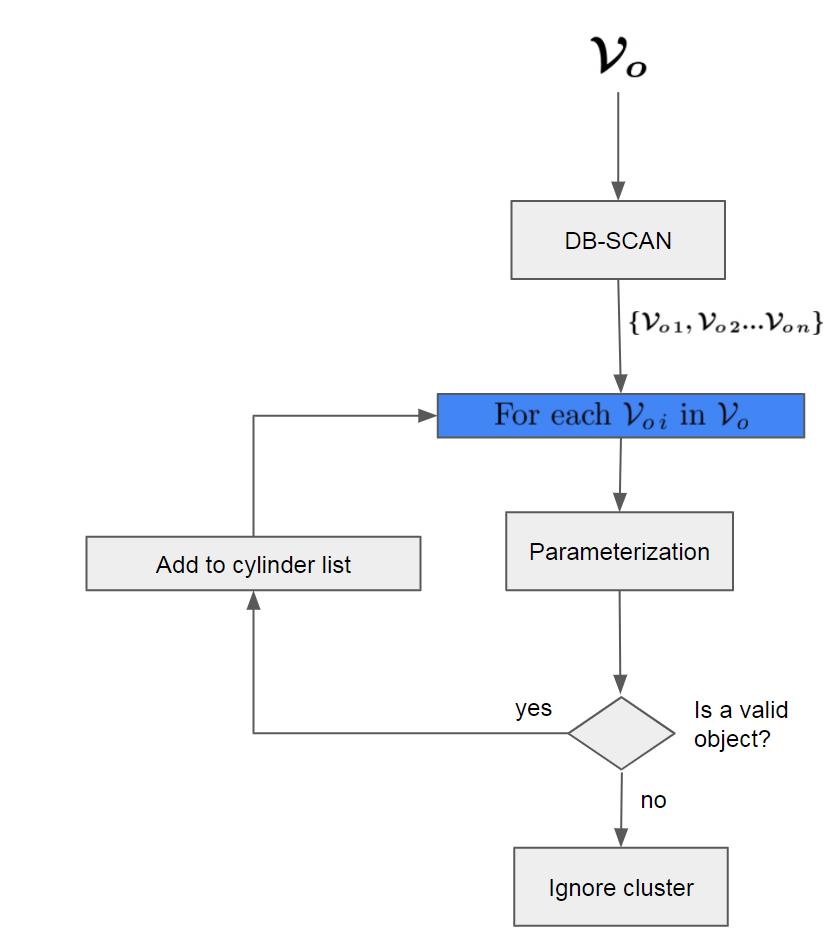 𝒱ₒ
DB-SCAN
{𝒱ₒ₁, 𝒱ₒ₂...𝒱ₒₙ}
For each 𝒱ₒᵢ in 𝒱ₒ
Parameterization
Add to cylinder list
yes
Is a valid
object?
no
Ignore cluster